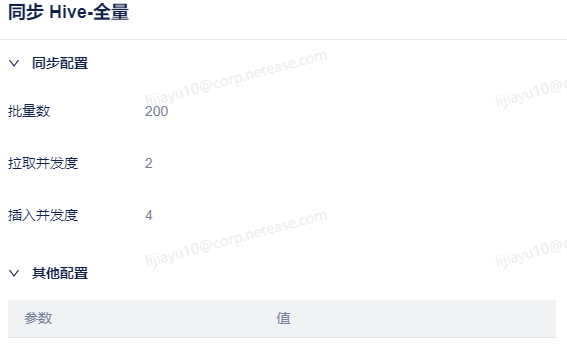 同步 Hive-全量
同步配置
批量数 200
拉取并发度 2
插入并发度 4
其他配置
参数 值
lijiayu10@corp.netease.com
lijiayu10@c
lijiayu10@corp.netease.com
lijiayu10@c